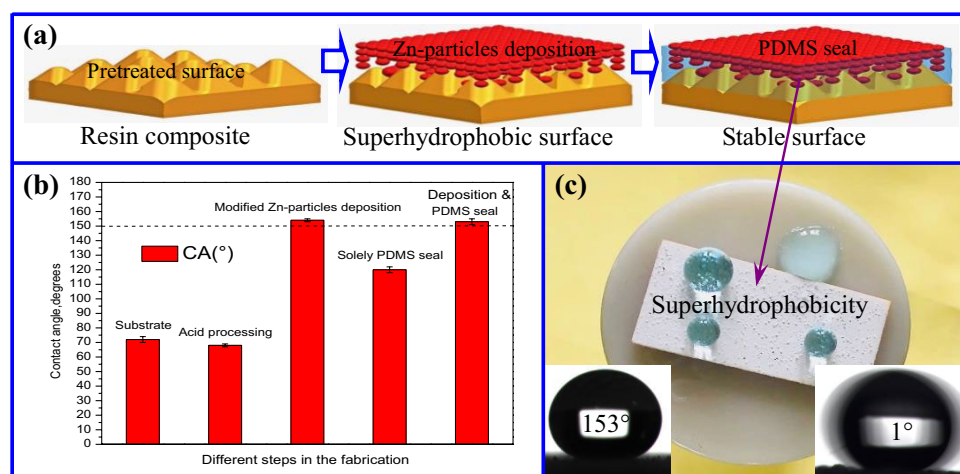 (a)
Pretreated surface
Zn-particles deposition
PDMS seal
Resin composite
Superhydrophobic surface
Stable surface
(b)
180
170
160
150
140
130
120
110
100
90
80
70
60
50
40
30
20
10
0
Contact angle,degrees
CA(°)
Substrate
Acid processing
Modified Zn-particles deposition
Solely PDMS seal
Deposition &
PDMS seal
Different steps in the fabrication
(c)
Superhydrophobicity
153°
1°